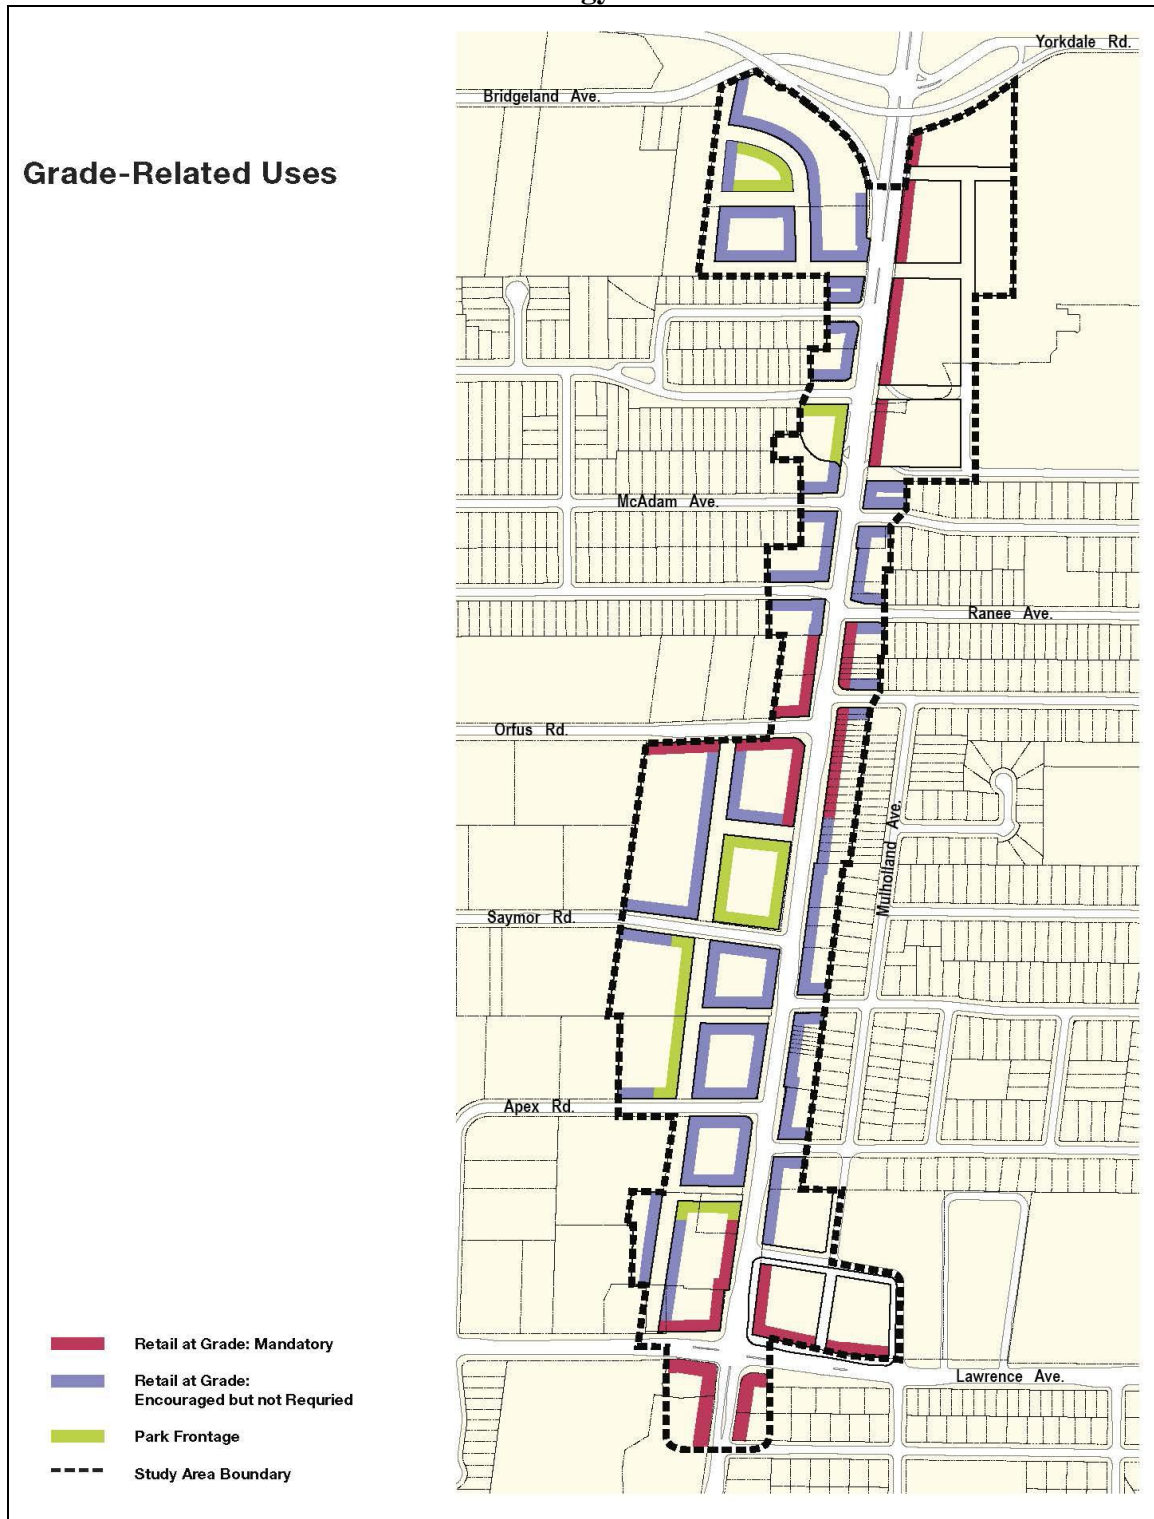 Yorkdale Rd.
Bridgeland Ave.
Grade-Related Uses
McAdam Ave.
Ranee Ave.
Orfus Rd.
Mulholland Ave.
Saymor Rd.
Apex Rd.
Retail at Grade: Mandatory
Retail at Grade:
Encouraged but not Requried
Lawrence Ave.
Park Frontage
Study Area Boundary